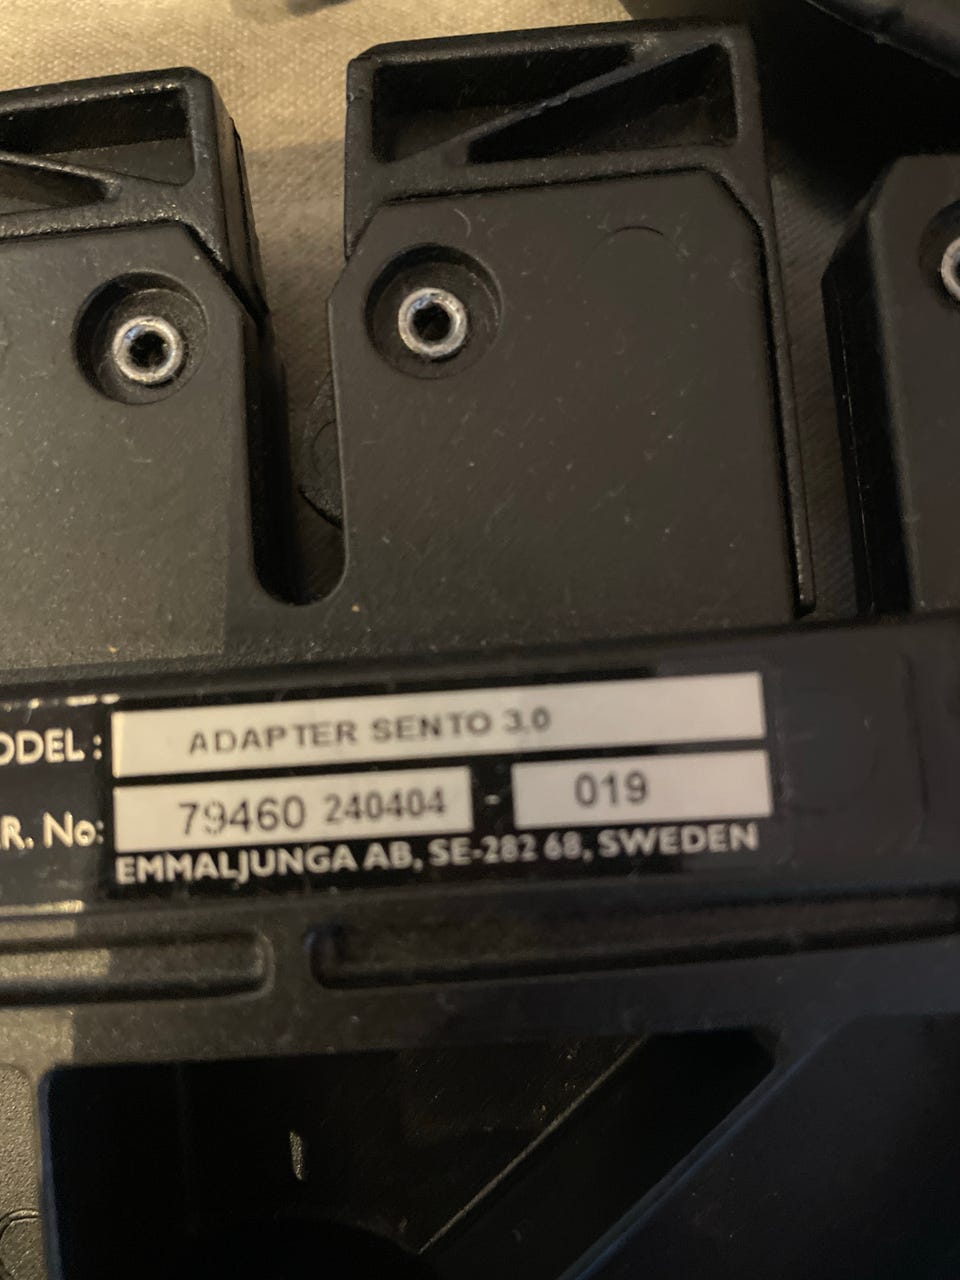 ODEL: ADAPTER SENTO 3.0
R. No: 79460 240404 - 019
EMMALJUNGA AB, SE-282 68, SWEDEN